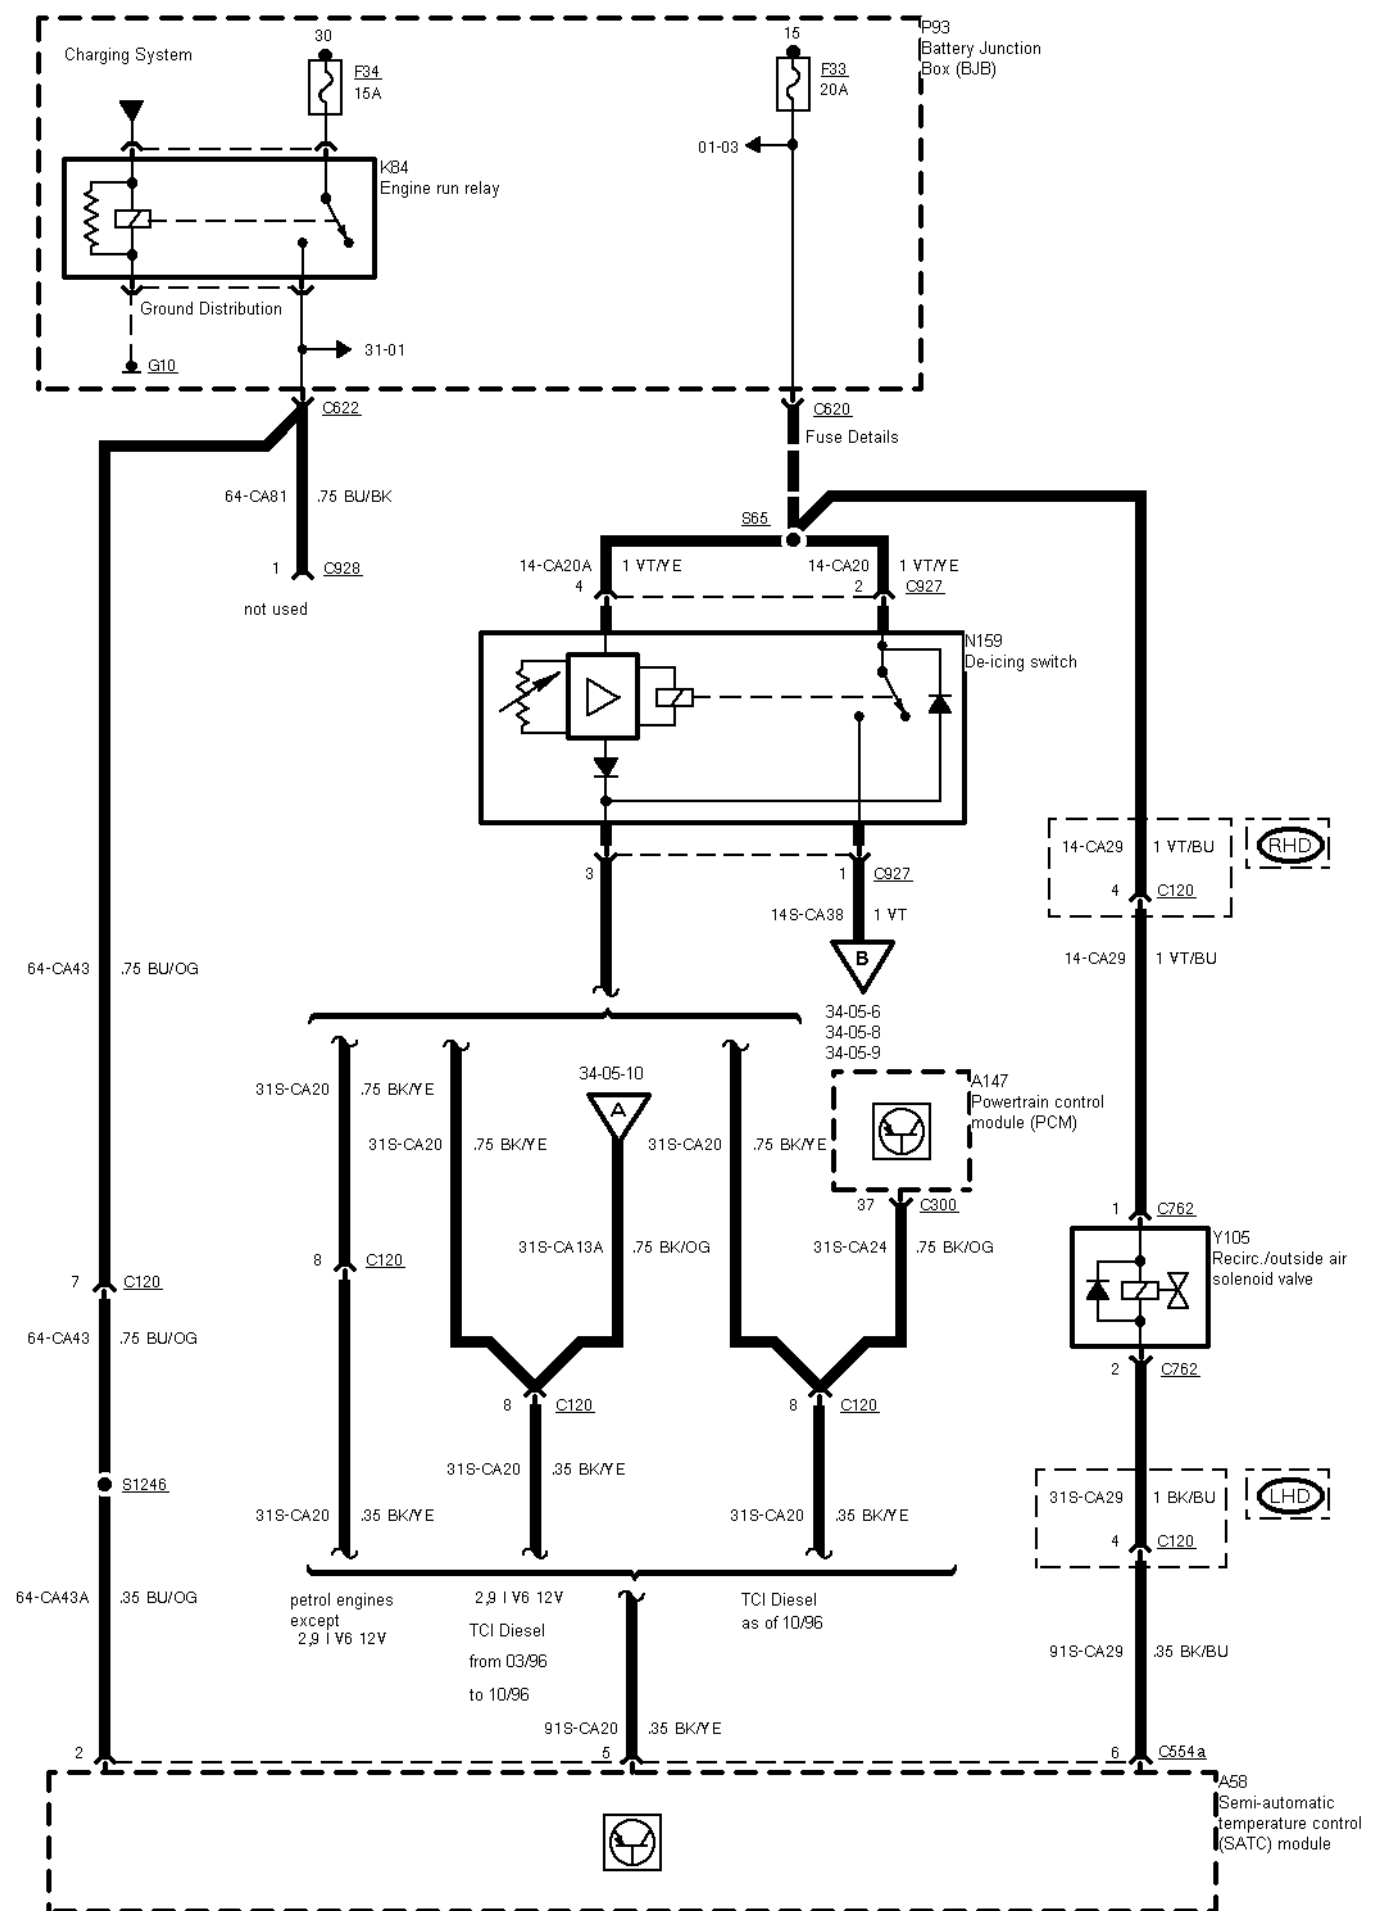 30
15
P93
Battery Junction
Box (BJB)
Charging System
F34
15A
F33
20A
01-03
K84
Engine run relay
Ground Distribution
31-01
G10
C622
C620
Fuse Details
64-CA81 .75 BU/BK
1 C928
not used
S65
14-CA20A 1 VT/YE
14-CA20 1 VT/YE
4
2 C927
N159
De-icing switch
3
1 C927
14S-CA38 1 VT
B
34-05-6
34-05-8
34-05-9
14-CA29 1 VT/BU
RHD
4 C120
14-CA29 1 VT/BU
64-CA43 .75 BU/OG
31S-CA20 .75 BK/YE
34-05-10
A
31S-CA20 .75 BK/YE
31S-CA20 .75 BK/YE
A147
Powertrain control
module (PCM)
37 C300
31S-CA13A .75 BK/OG
31S-CA24 .75 BK/OG
8 C120
1 C762
Y105
Recirc./outside air
solenoid valve
7 C120
64-CA43 .75 BU/OG
2 C762
8 C120
8 C120
31S-CA20 .35 BK/YE
S1246
31S-CA20 .35 BK/YE
31S-CA20 .35 BK/YE
31S-CA29 1 BK/BU
LHD
4 C120
64-CA43A .35 BU/OG
petrol engines
except
2,9 l V6 12V
2,9 l V6 12V
TCI Diesel
from 03/96
to 10/96
TCI Diesel
as of 10/96
91S-CA29 .35 BK/BU
91S-CA20 .35 BK/YE
2
5
6 C554a
A58
Semi-automatic
temperature control
(SATC) module